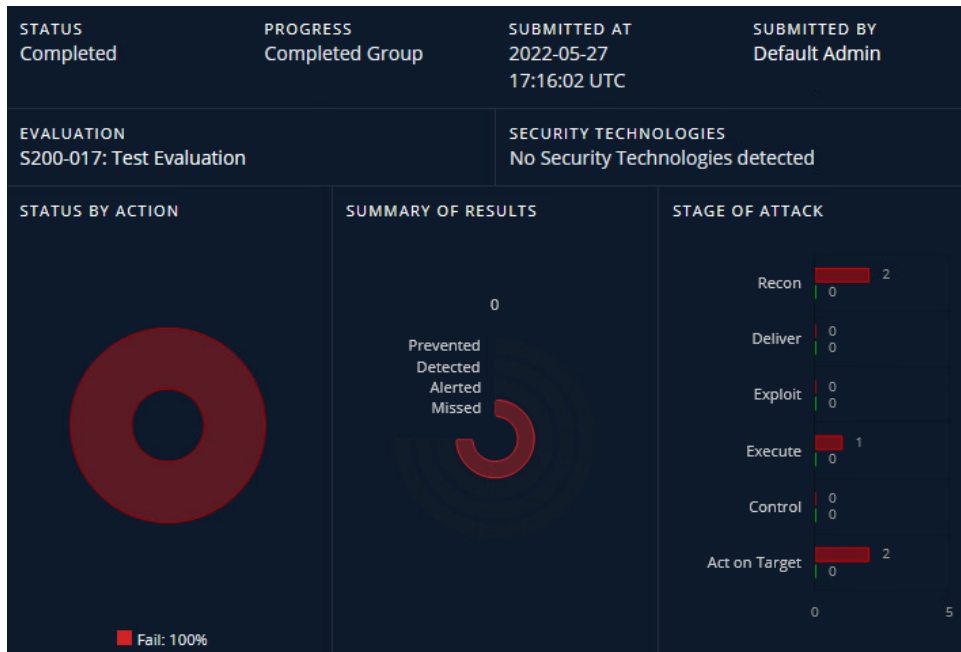 STATUS
Completed
PROGRESS
Completed Group
SUBMITTED AT
2022-05-27
17:16:02 UTC
SUBMITTED BY
Default Admin
EVALUATION
S200-017: Test Evaluation
SECURITY TECHNOLOGIES
No Security Technologies detected
STATUS BY ACTION
Fail: 100%
SUMMARY OF RESULTS
0
Prevented
Detected
Alerted
Missed
STAGE OF ATTACK
Recon 2
0
Deliver 0
0
Exploit 0
0
Execute 1
0
Control 0
0
Act on Target 2
0
0 5